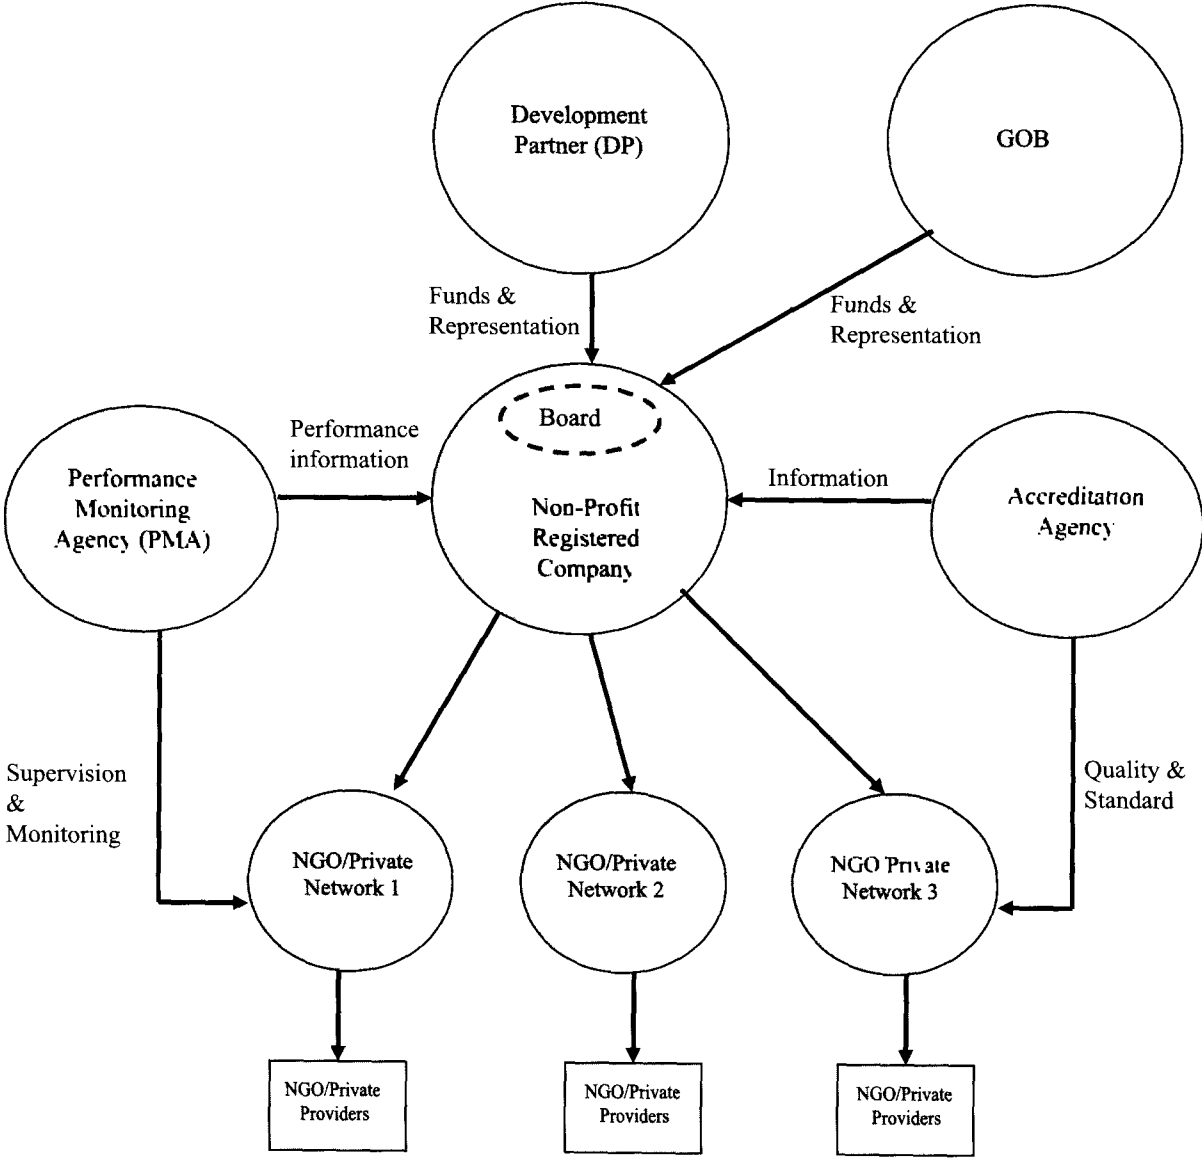 Development
Partner (DP)
GOB
Funds &
Representation
Funds &
Representation
Board
Performance
information
Information
Performance
Monitoring
Agency (PMA)
Non-Profit
Registered
Company
Accreditation
Agency
Supervision
&
Monitoring
Quality &
Standard
NGO/Private
Network 1
NGO/Private
Network 2
NGO Private
Network 3
NGO/Private
Providers
NGO/Private
Providers
NGO/Private
Providers